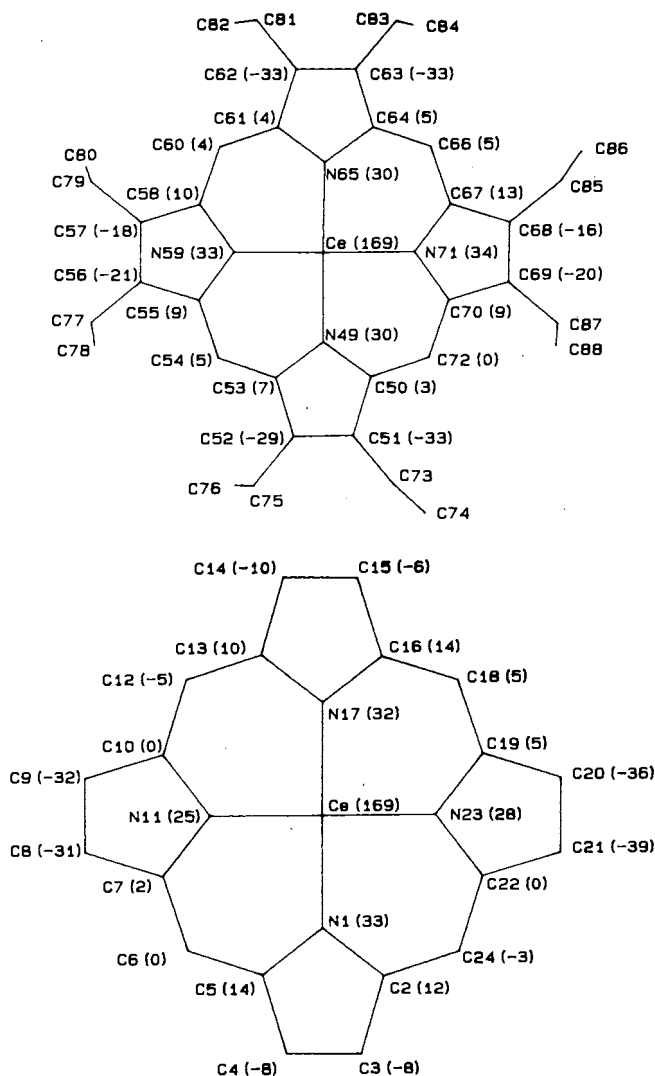 C82 C81 C83 C84
C62 (-33) C63 (-33)
C61 (4) C64 (5)
C60 (4) C66 (5)
C80 C86
C79 N65 (30) C85
C58 (10) C67 (13)
C57 (-18) C68 (-16)
N59 (33) Ce (169) N71 (34)
C56 (-21) C69 (-20)
C55 (9) C70 (9)
C77 C87
C78 N49 (30) C88
C54 (5) C72 (0)
C53 (7) C50 (3)
C52 (-29) C51 (-33)
C76 C73
C75 C74
C14 (-10) C15 (-6)
C13 (10) C16 (14)
C12 (-5) C18 (5)
N17 (32)
C10 (0) C19 (5)
C9 (-32) C20 (-36)
N11 (25) Ce (169) N23 (28)
C8 (-31) C21 (-39)
C7 (2) C22 (0)
N1 (33)
C6 (0) C24 (-3)
C5 (14) C2 (12)
C4 (-8) C3 (-8)